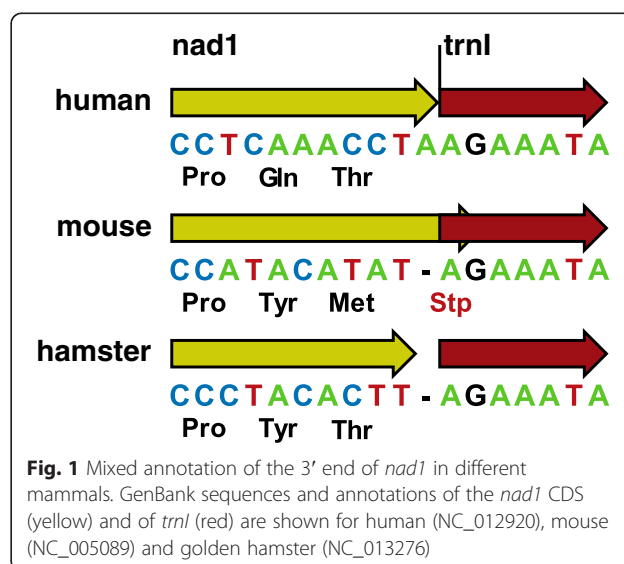 nad1 trnI
human
CCTCAAACCTAAGAAATA
Pro Gln Thr
mouse
CCATACATAT-AGAAATA
Pro Tyr Met Stp
hamster
CCCTACACTT-AGAAATA
Pro Tyr Thr
Fig. 1 Mixed annotation of the 3′ end of nad1 in different
mammals. GenBank sequences and annotations of the nad1 CDS
(yellow) and of trnI (red) are shown for human (NC_012920), mouse
(NC_005089) and golden hamster (NC_013276)